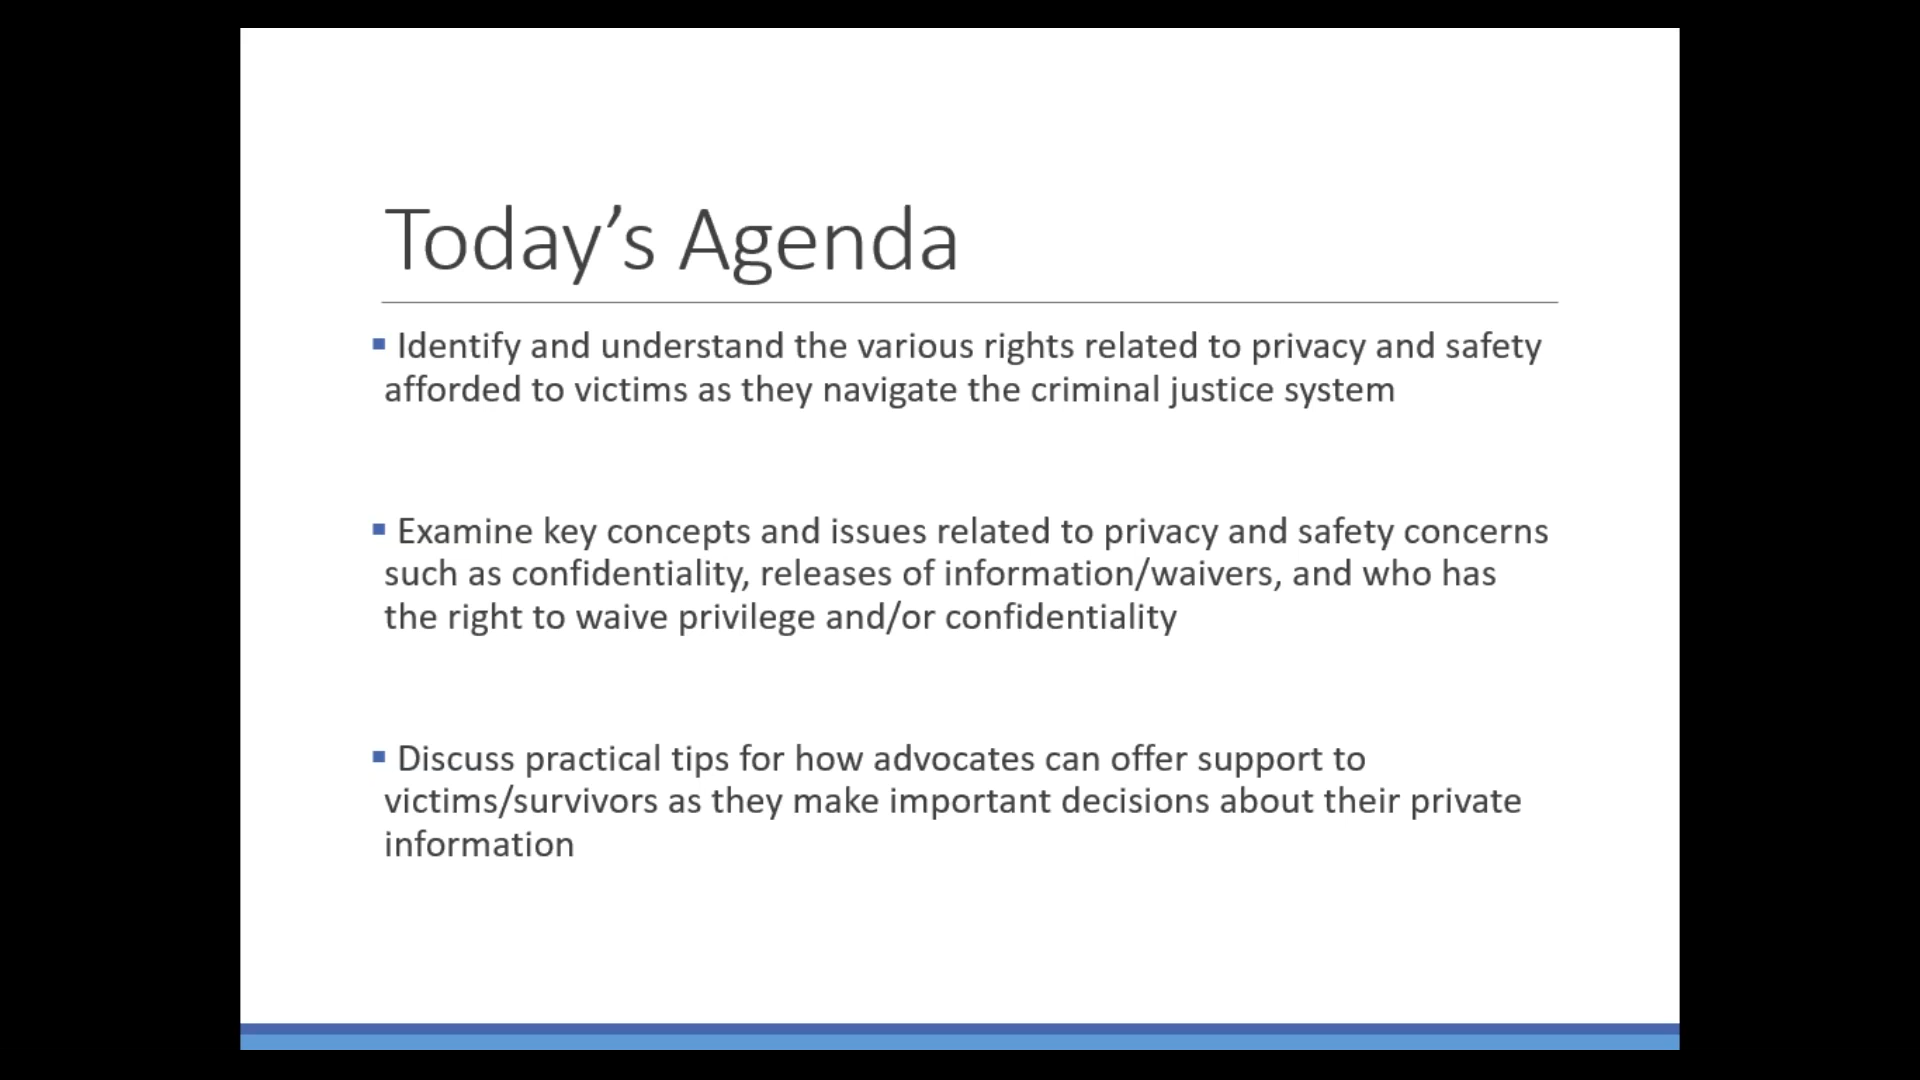 Today’s Agenda
▪ Identify and understand the various rights related to privacy and safety
afforded to victims as they navigate the criminal justice system
▪ Examine key concepts and issues related to privacy and safety concerns
such as confidentiality, releases of information/waivers, and who has
the right to waive privilege and/or confidentiality
▪ Discuss practical tips for how advocates can offer support to
victims/survivors as they make important decisions about their private
information